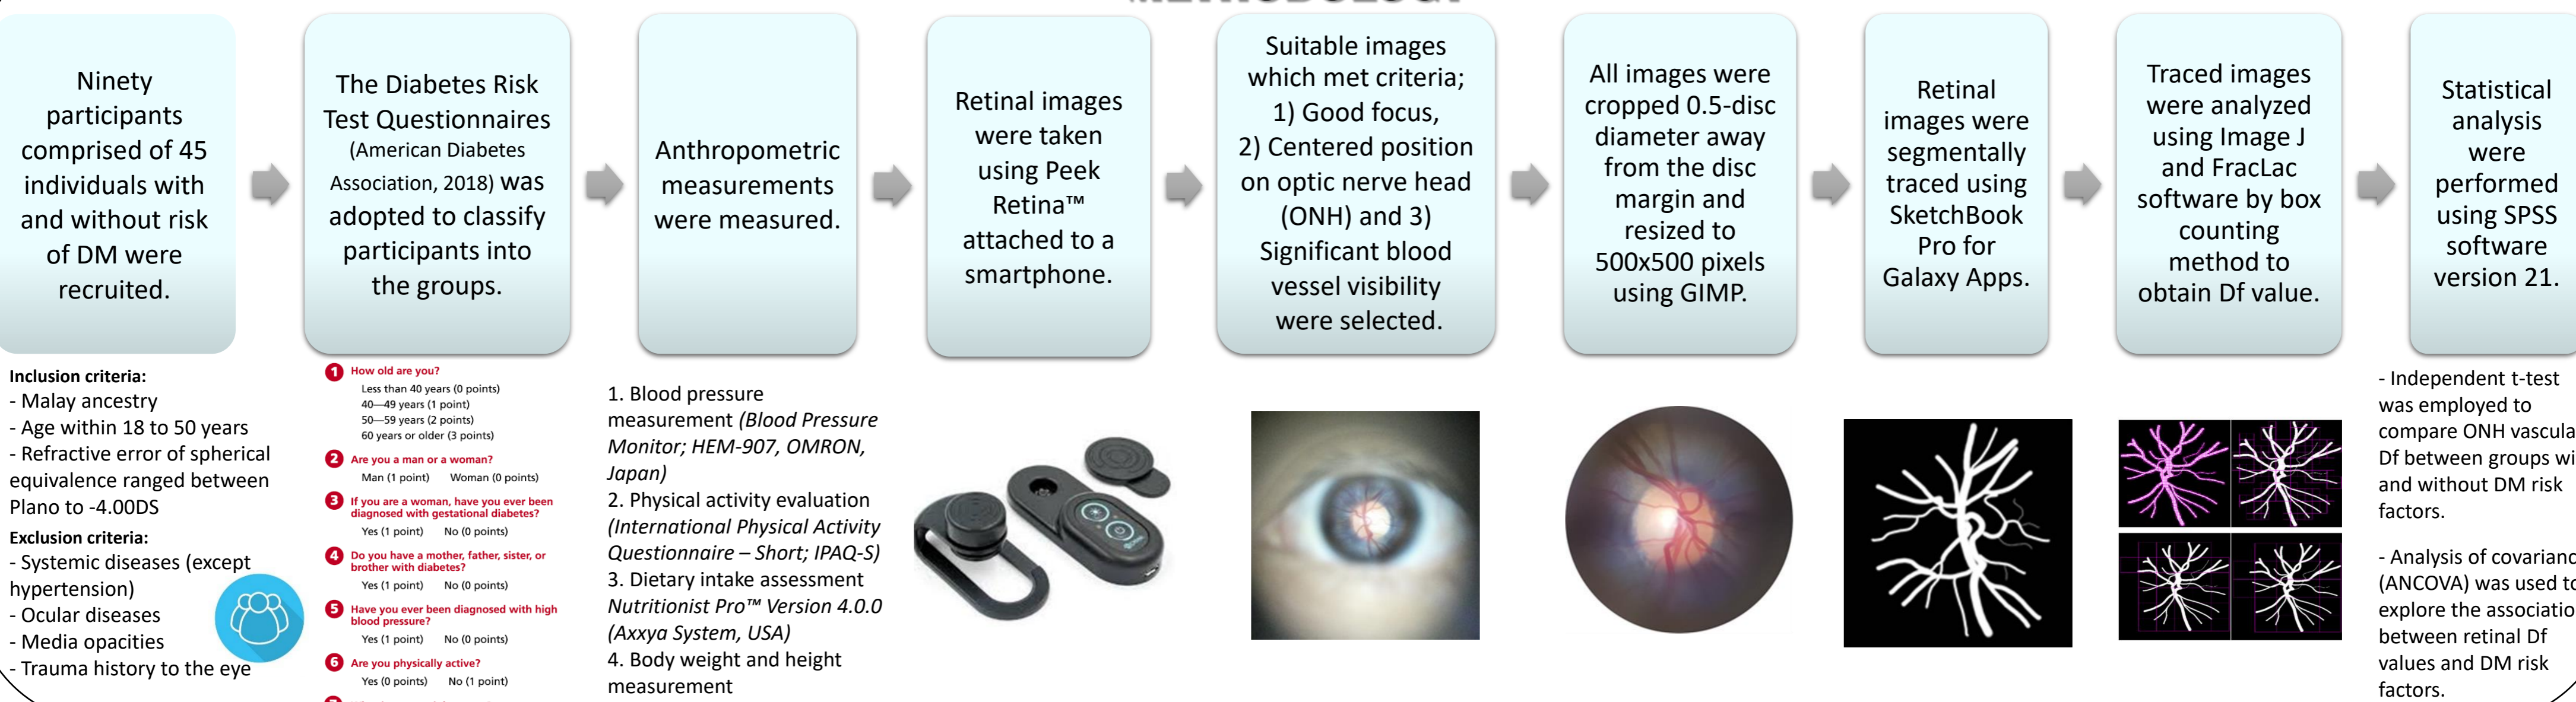 METHODOLOGY
Ninety
participants
comprised of 45
individuals with
and without risk
of DM were
recruited.
The Diabetes Risk
Test Questionnaires
(American Diabetes
Association, 2018) was
adopted to classify
participants into
the groups.
Anthropometric
measurements
were measured.
Retinal images
were taken
using Peek
Retina™
attached to a
smartphone.
Suitable images
which met criteria;
1) Good focus,
2) Centered position
on optic nerve head
(ONH) and 3)
Significant blood
vessel visibility
were selected.
All images were
cropped 0.5-disc
diameter away
from the disc
margin and
resized to
500x500 pixels
using GIMP.
Retinal
images were
segmentally
traced using
SketchBook
Pro for
Galaxy Apps.
Traced images
were analyzed
using Image J
and FracLac
software by box
counting
method to
obtain Df value.
Statistical
analysis
were
performed
using SPSS
software
version 21.
Inclusion criteria:
- Malay ancestry
- Age within 18 to 50 years
- Refractive error of spherical
equivalence ranged between
Plano to -4.00DS
Exclusion criteria:
- Systemic diseases (except
hypertension)
- Ocular diseases
- Media opacities
- Trauma history to the eye
1 How old are you?
Less than 40 years (0 points)
40—49 years (1 point)
50—59 years (2 points)
60 years or older (3 points)
2 Are you a man or a woman?
Man (1 point) Woman (0 points)
3 If you are a woman, have you ever been
diagnosed with gestational diabetes?
Yes (1 point) No (0 points)
4 Do you have a mother, father, sister, or
brother with diabetes?
Yes (1 point) No (0 points)
5 Have you ever been diagnosed with high
blood pressure?
Yes (1 point) No (0 points)
6 Are you physically active?
Yes (0 points) No (1 point)
1. Blood pressure
measurement (Blood Pressure
Monitor; HEM-907, OMRON,
Japan)
2. Physical activity evaluation
(International Physical Activity
Questionnaire – Short; IPAQ-S)
3. Dietary intake assessment
Nutritionist Pro™ Version 4.0.0
(Axxya System, USA)
4. Body weight and height
measurement
- Independent t-test
was employed to
compare ONH vascula
Df between groups wi
and without DM risk
factors.
- Analysis of covarianc
(ANCOVA) was used to
explore the associatio
between retinal Df
values and DM risk
factors.